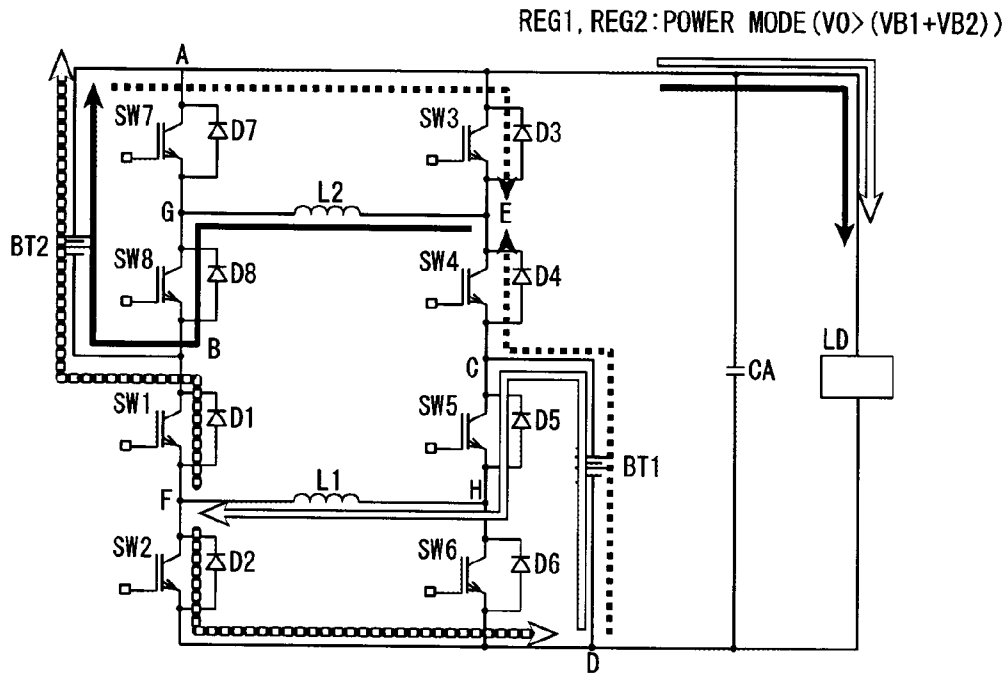 REG1, REG2:POWER MODE(VO>(VB1+VB2))
A
SW7
D7
SW3
D3
G
L2
E
BT2
SW8
D8
SW4
D4
B
C
LD
CA
SW1
D1
SW5
D5
BT1
F
L1
H
SW2
D2
SW6
D6
D